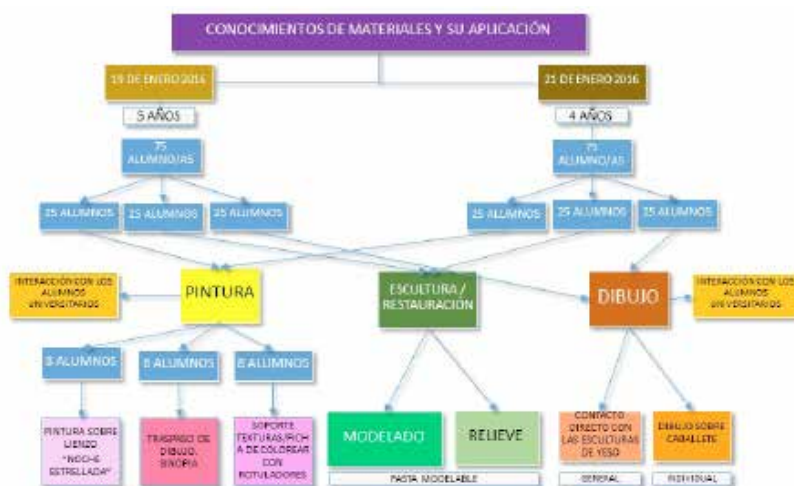 CONOCIMIENTOS DE MATERIALES Y SU APLICACIÓN
19 DE ENERO 2016
21 DE ENERO 2016
5 AÑOS
4 AÑOS
75
ALUMNO/AS
75
ALUMNO/AS
25 ALUMNOS
25 ALUMNOS
25 ALUMNOS
25 ALUMNOS
25 ALUMNOS
25 ALUMNOS
INTERACCIÓN CON LOS
ALUMNOS
UNIVERSITARIOS
PINTURA
ESCULTURA /
RESTAURACIÓN
DIBUJO
INTERACCIÓN CON LOS
ALUMNOS
UNIVERSITARIOS
8 ALUMNOS
8 ALUMNOS
8 ALUMNOS
PINTURA SOBRE
LIENZO
"NOCHE
ESTRELLADA"
TRASPASO DE
DIBUJO.
SINOPIA
SOPORTE
TEXTURAS/FICH
A DE COLOREAR
CON
ROTULADORES
MODELADO
RELIEVE
CONTACTO
DIRECTO CON
LAS ESCULTURAS
DE YESO
DIBUJO SOBRE
CABALLETE
PASTA MODELABLE
GENERAL
INDIVIDUAL